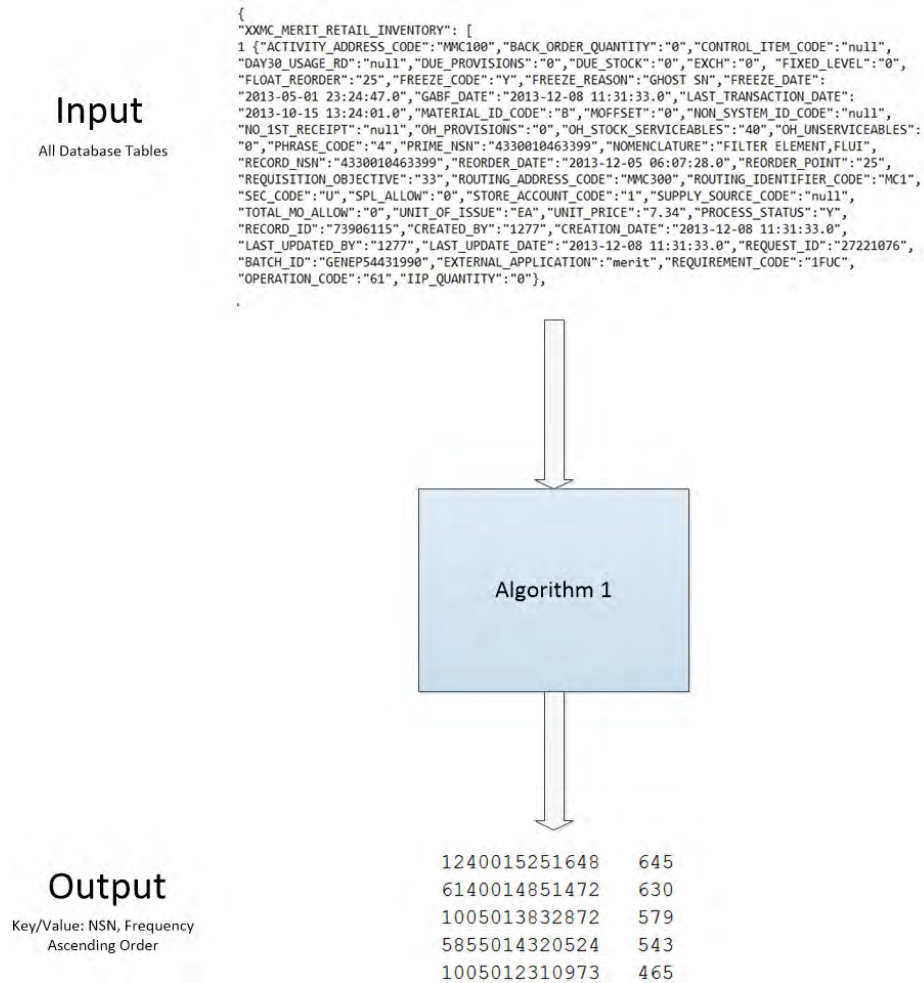 {
"XXMC_MERIT_RETAIL_INVENTORY": [
1 {"ACTIVITY_ADDRESS_CODE":"MMC100","BACK_ORDER_QUANTITY":"0","CONTROL_ITEM_CODE":"null",
"DAY30_USAGE_RD":"null","DUE_PROVISIONS":"0","DUE_STOCK":"0","EXCH":"0", "FIXED_LEVEL":"0",
"FLOAT_REORDER":"25","FREEZE_CODE":"Y","FREEZE_REASON":"GHOST SN","FREEZE_DATE":
"2013-05-01 23:24:47.0","GABF_DATE":"2013-12-08 11:31:33.0","LAST_TRANSACTION_DATE":
"2013-10-15 13:24:01.0","MATERIAL_ID_CODE":"B","MOFFSET":"0","NON_SYSTEM_ID_CODE":"null",
"NO_1ST_RECEIPT":"null","OH_PROVISIONS":"0","OH_STOCK_SERVICEABLES":"40","OH_UNSERVICEABLES":
"0","PHRASE_CODE":"4","PRIME_NSN":"4330010463399","NOMENCLATURE":"FILTER ELEMENT,FLUI",
"RECORD_NSN":"4330010463399","REORDER_DATE":"2013-12-05 06:07:28.0","REORDER_POINT":"25",
"REQUISITION_OBJECTIVE":"33","ROUTING_ADDRESS_CODE":"MMC300","ROUTING_IDENTIFIER_CODE":"MC1",
"SEC_CODE":"U","SPL_ALLOW":"0","STORE_ACCOUNT_CODE":"1","SUPPLY_SOURCE_CODE":"null",
"TOTAL_MO_ALLOW":"0","UNIT_OF_ISSUE":"EA","UNIT_PRICE":"7.34","PROCESS_STATUS":"Y",
"RECORD_ID":"73906115","CREATED_BY":"1277","CREATION_DATE":"2013-12-08 11:31:33.0",
"LAST_UPDATED_BY":"1277","LAST_UPDATE_DATE":"2013-12-08 11:31:33.0","REQUEST_ID":"27221076",
"BATCH_ID":"GENEP54431990","EXTERNAL_APPLICATION":"merit","REQUIREMENT_CODE":"1FUC",
"OPERATION_CODE":"61","IIP_QUANTITY":"0"},
.
Input
All Database Tables
Algorithm 1
Output
Key/Value: NSN, Frequency
Ascending Order
1240015251648 645
6140014851472 630
1005013832872 579
5855014320524 543
1005012310973 465